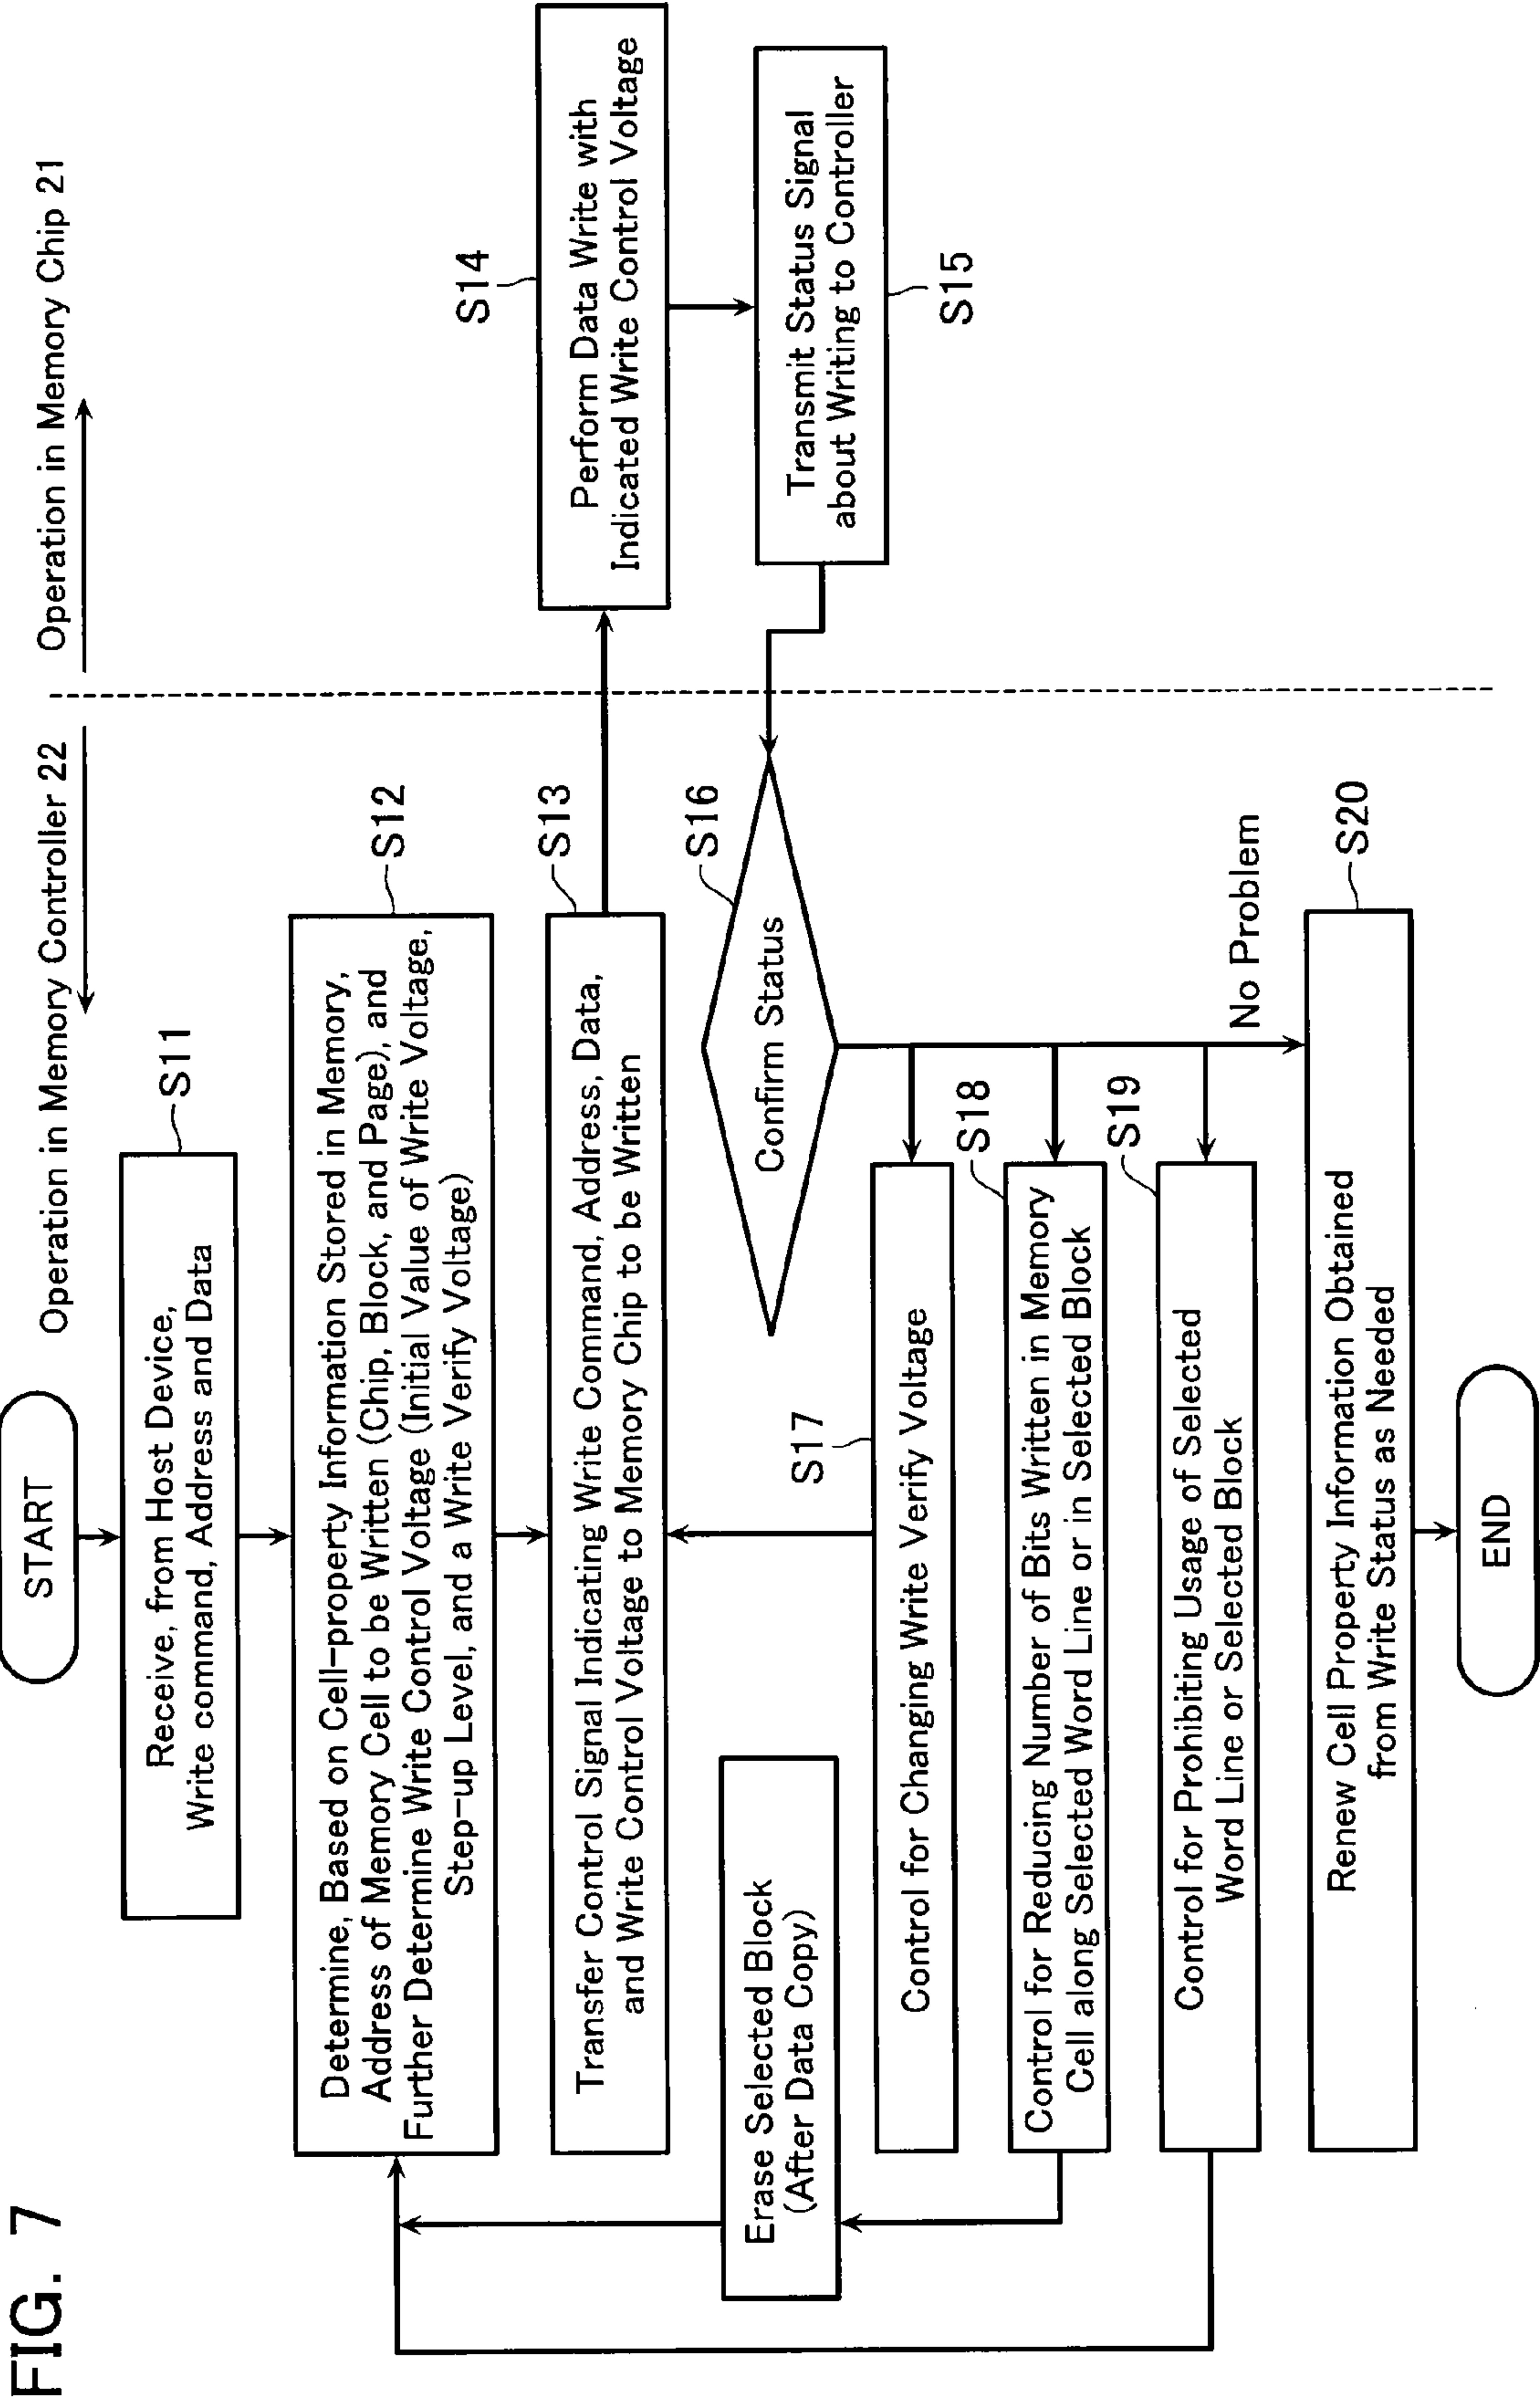 FIG. 7
Operation in Memory Controller 22
Operation in Memory Chip 21
START
S11
Receive, from Host Device,
Write command, Address and Data
S12
Determine, Based on Cell-property Information Stored in Memory,
Address of Memory Cell to be Written (Chip, Block, and Page), and
Further Determine Write Control Voltage (Initial Value of Write Voltage,
Step-up Level, and a Write Verify Voltage)
S13
Transfer Control Signal Indicating Write Command, Address, Data,
and Write Control Voltage to Memory Chip to be Written
S14
Perform Data Write with
Indicated Write Control Voltage
S15
Transmit Status Signal
about Writing to Controller
S16
Confirm Status
Erase Selected Block
(After Data Copy)
S17
Control for Changing Write Verify Voltage
S18
Control for Reducing Number of Bits Written in Memory
Cell along Selected Word Line or in Selected Block
S19
Control for Prohibiting Usage of Selected
Word Line or Selected Block
No Problem
S20
Renew Cell Property Information Obtained
from Write Status as Needed
END